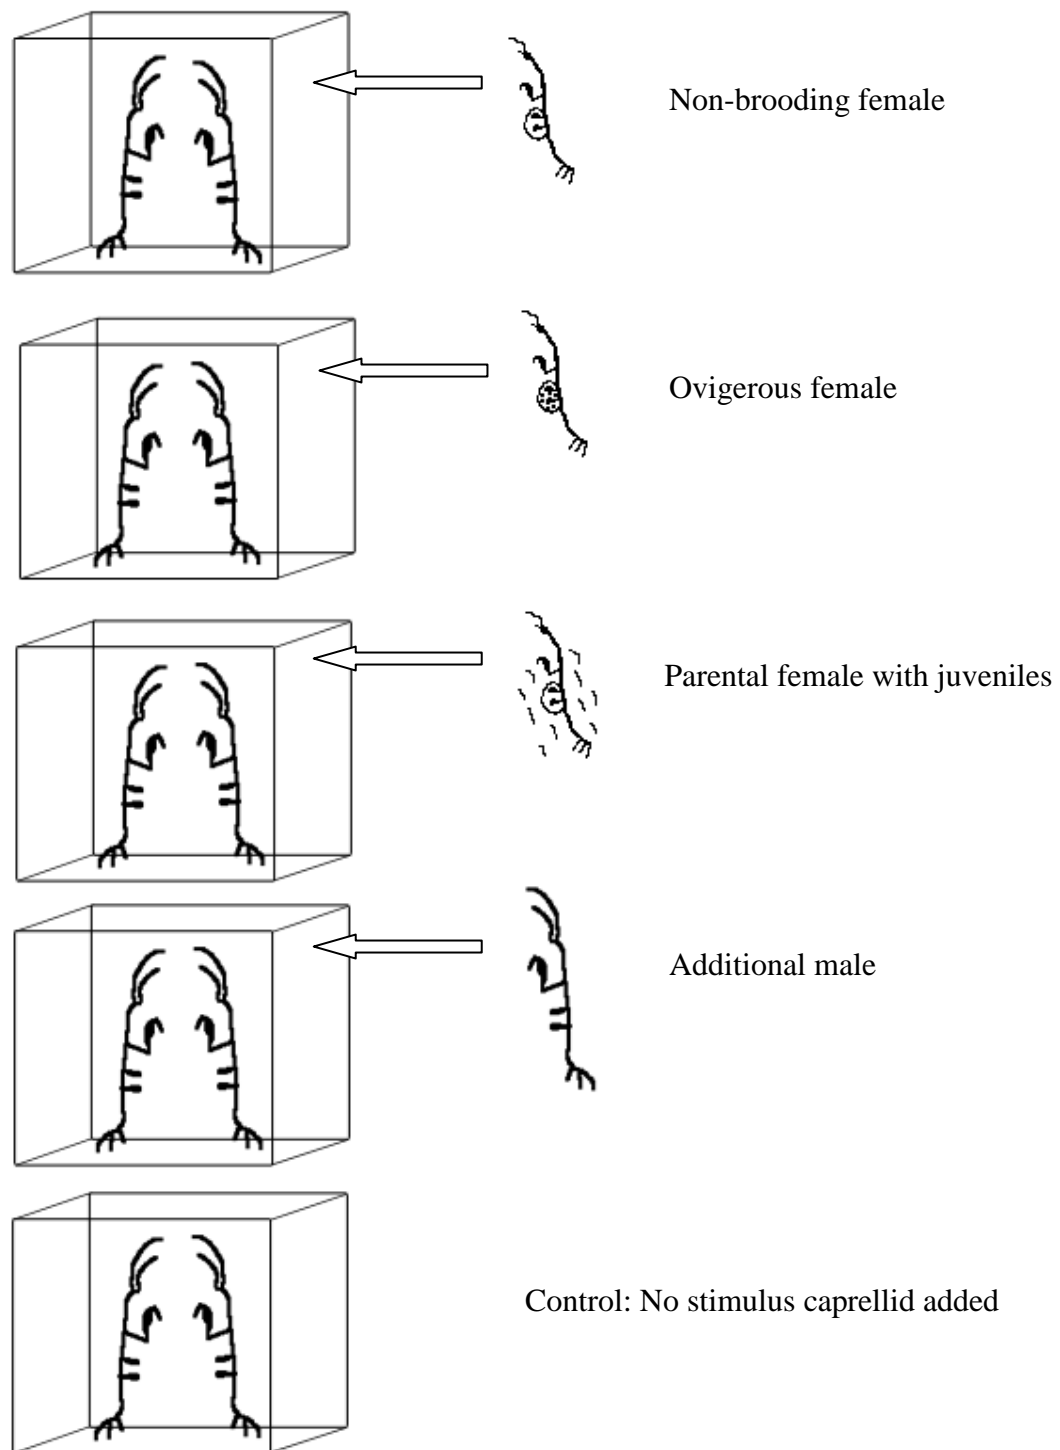 Non-brooding female
Ovigerous female
Parental female with juveniles
Additional male
Control: No stimulus caprellid added